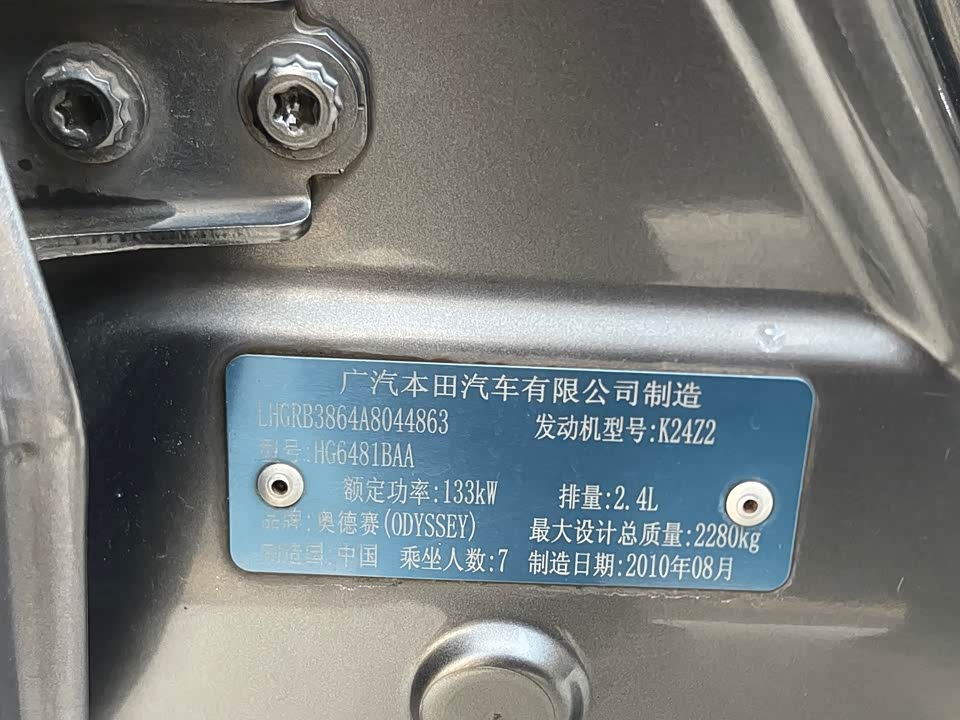 广汽本田汽车有限公司制造
LHGRB3864A8044863 发动机型号:K24Z2
型号:HG6481BAA
额定功率:133kW 排量:2.4L
品牌:奥德赛(ODYSSEY) 最大设计总质量:2280kg
制造国:中国 乘坐人数:7 制造日期:2010年08月